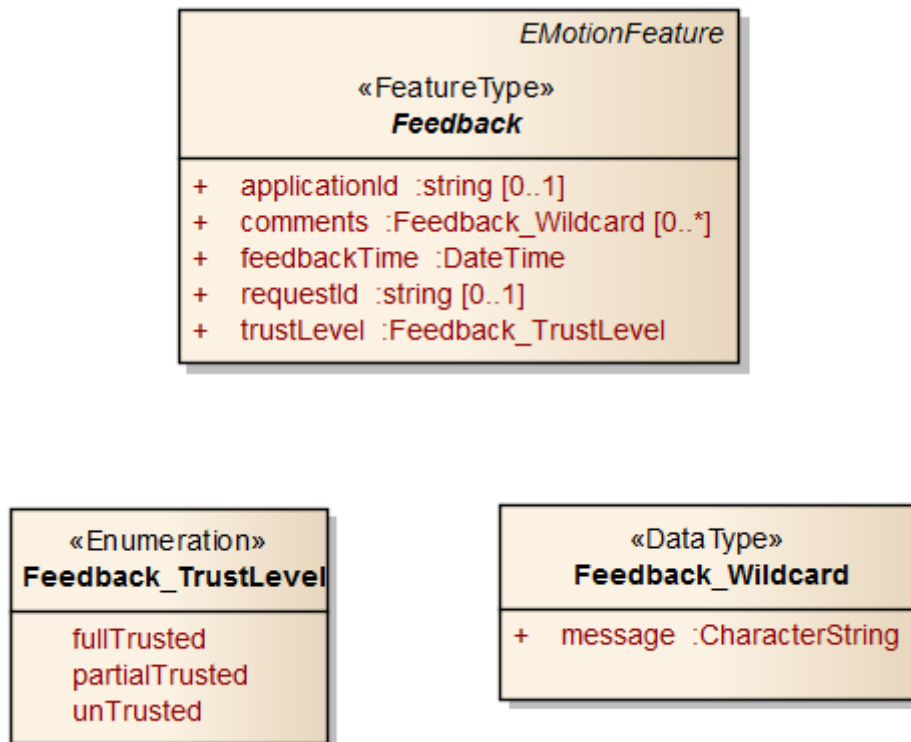 EMotionFeature
«FeatureType»
Feedback
+ applicationId :string [0..1]
+ comments :Feedback_Wildcard [0..*]
+ feedbackTime :DateTime
+ requestId :string [0..1]
+ trustLevel :Feedback_TrustLevel
«Enumeration»
Feedback_TrustLevel
fullTrusted
partialTrusted
unTrusted
«DataType»
Feedback_Wildcard
+ message :CharacterString